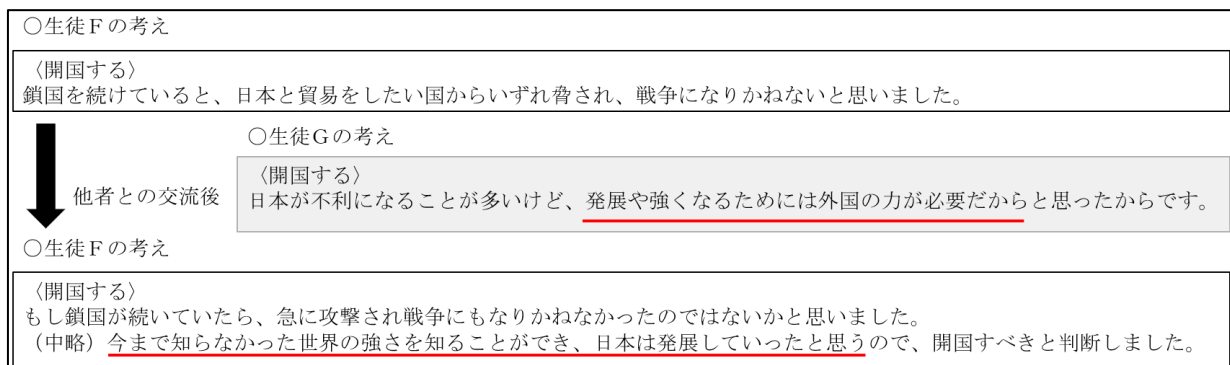 ○生徒Fの考え
〈開国する〉
鎖国を続けていると、日本と貿易をしたい国からいずれ脅され、戦争になりかねないと思いました。
○生徒Gの考え
〈開国する〉
日本が不利になることが多いけど、発展や強くなるためには外国の力が必要だからと思ったからです。
他者との交流後
○生徒Fの考え
〈開国する〉
もし鎖国が続いていたら、急に攻撃され戦争にもなりかねなかったのではないかと思いました。
(中略)今まで知らなかった世界の強さを知ることができ、日本は発展していったと思うので、開国すべきと判断しました。